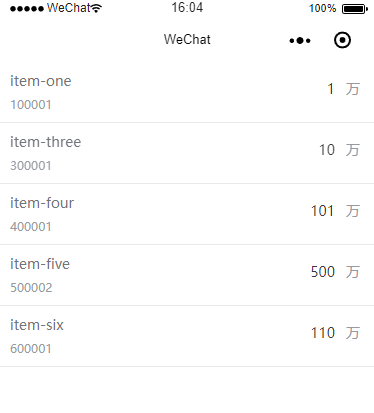 WeChat 16:04 100%
WeChat
item-one
100001
1 万
item-three
300001
10 万
item-four
400001
101 万
item-five
500002
500 万
item-six
600001
110 万